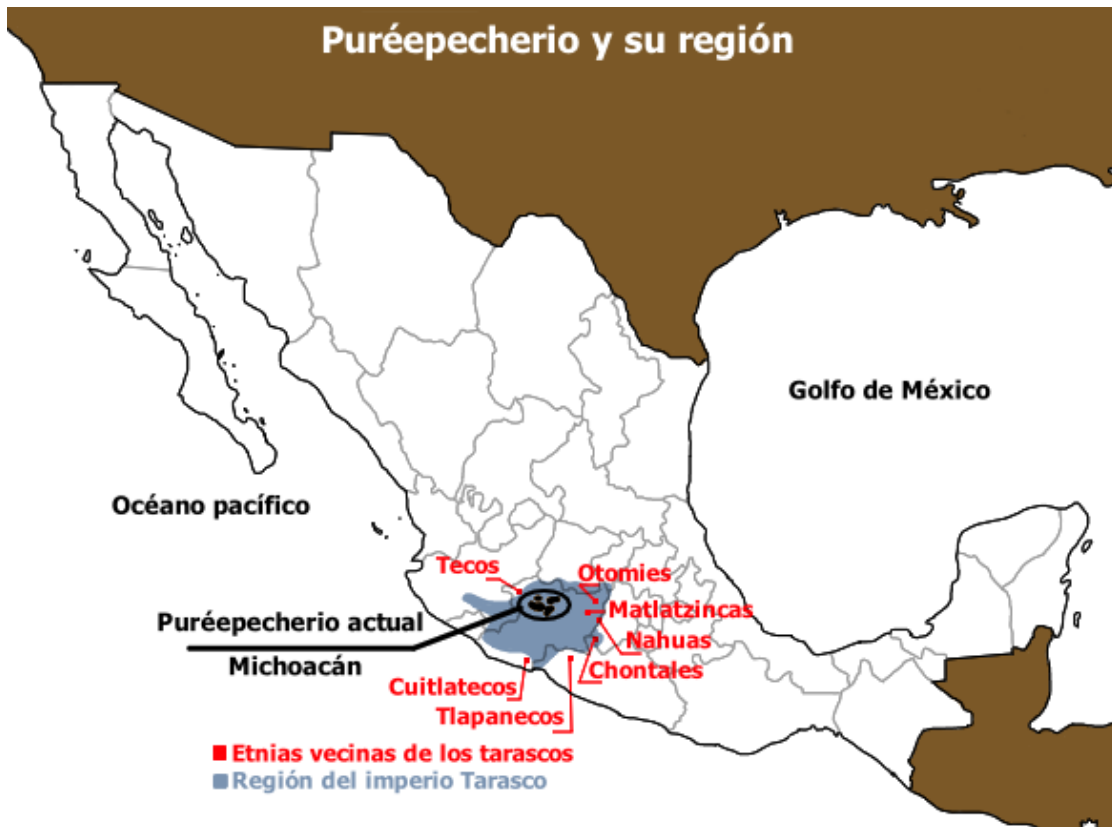 Puréepecherio y su región
Golfo de México
Océano pacífico
Tecos
Otomies
Matlatzincas
Puréepecherio actual
Nahuas
Michoacán
Chontales
Cuitlatecos
Tlapanecos
Etnias vecinas de los tarascos
Región del imperio Tarasco